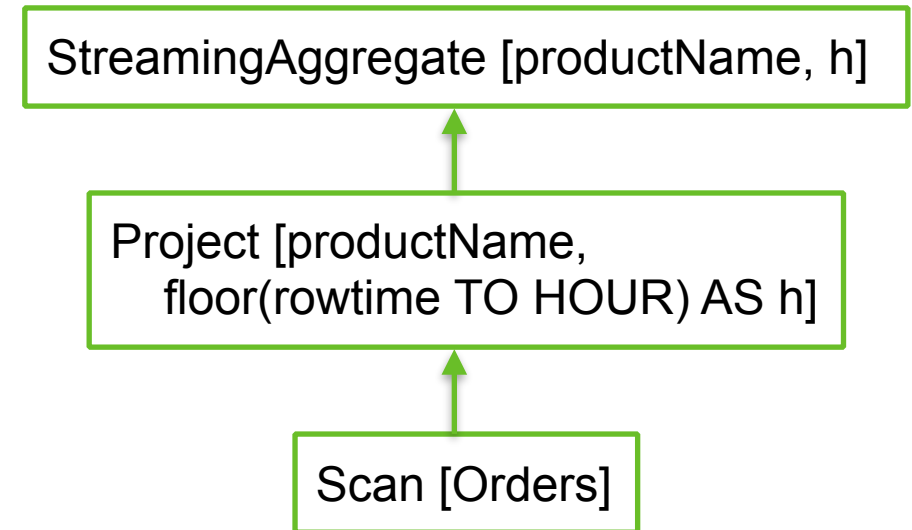 StreamingAggregate [productName, h]
Project [productName,
floor(rowtime TO HOUR) AS h]
Scan [Orders]